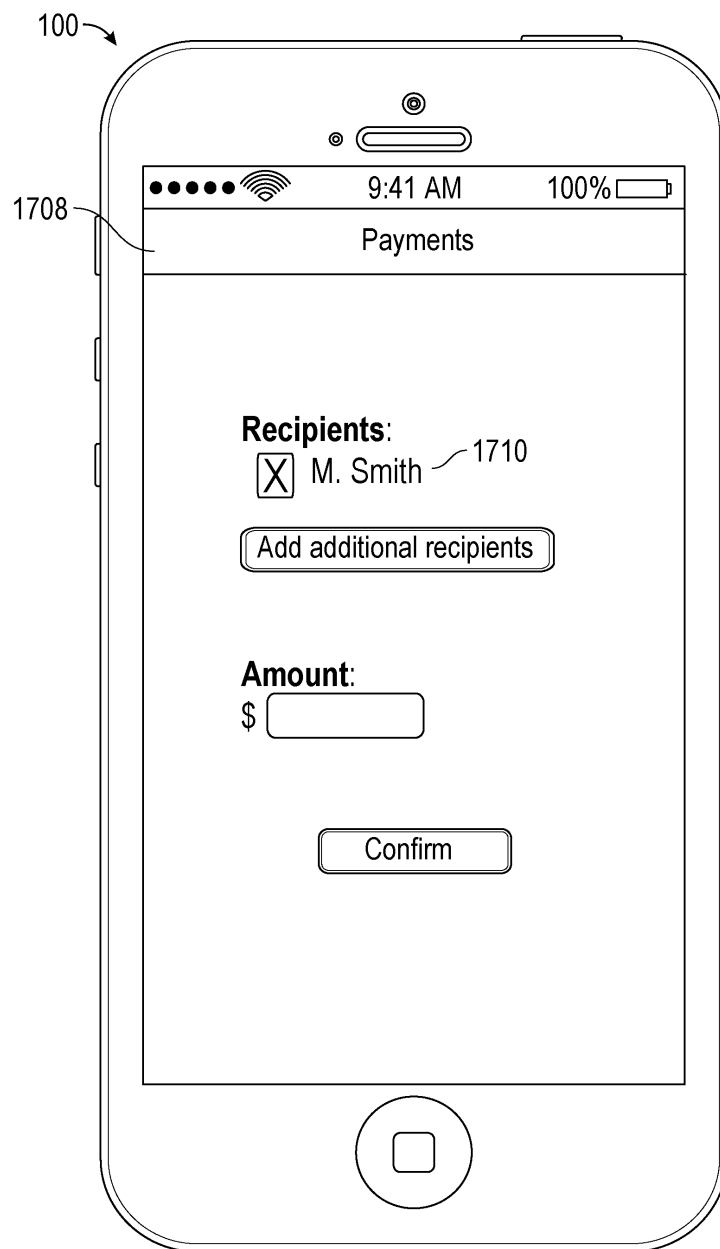 100
9:41 AM 100%
1708
Payments
Recipients:
X M. Smith 1710
Add additional recipients
Amount:
$
Confirm